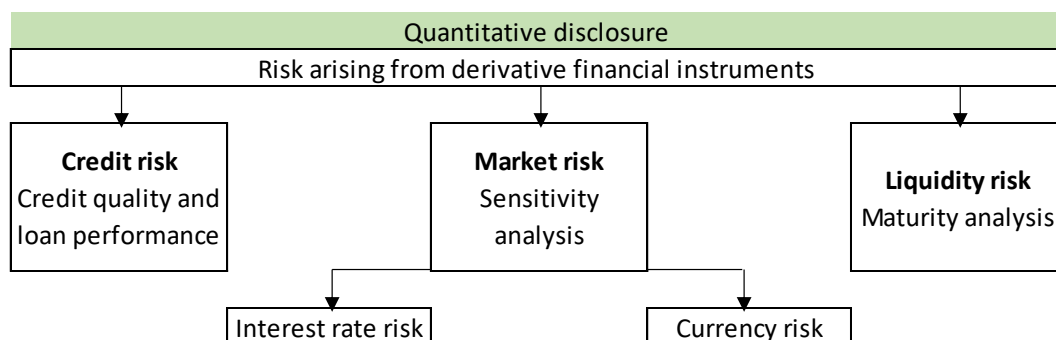 Quantitative disclosure
Risk arising from derivative financial instruments
Credit risk
Credit quality and
loan performance
Market risk
Sensitivity
analysis
Liquidity risk
Maturity analysis
Interest rate risk
Currency risk